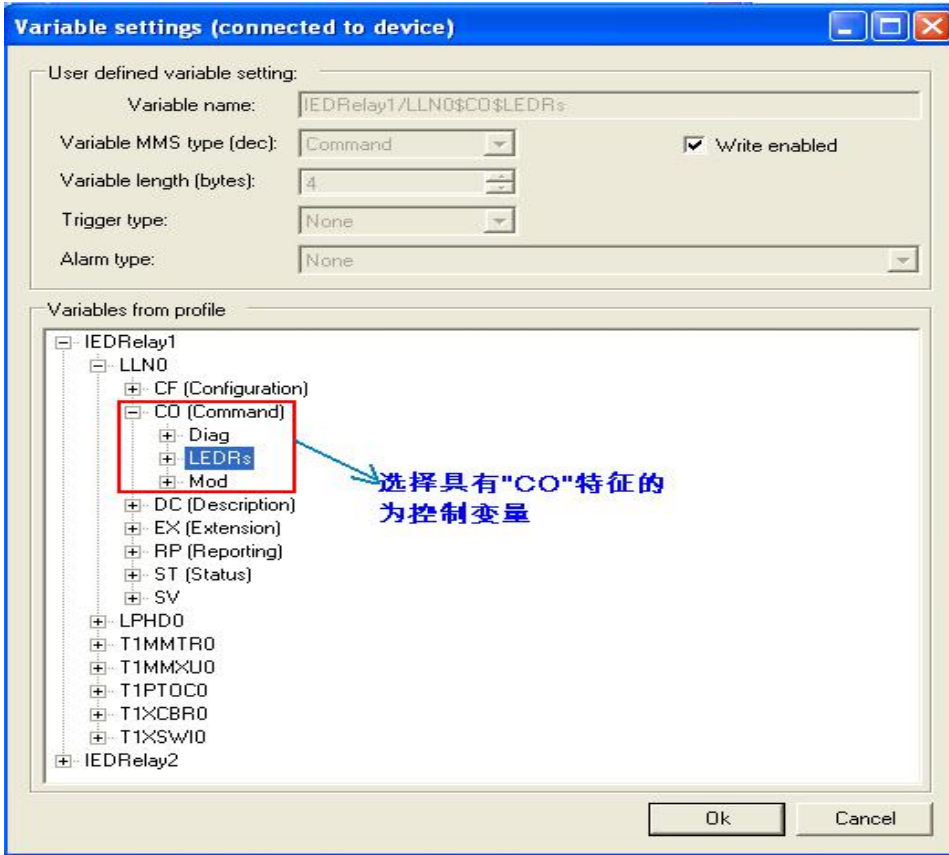 Variable settings (connected to device)
User defined variable setting:
Variable name: IEDRelay1/LLN0$CO$LEDRs
Variable MMS type (dec): Command Write enabled
Variable length (bytes): 4
Trigger type: None
Alarm type: None
Variables from profile
IEDRelay1
LLN0
CF (Configuration)
CO (Command)
Diag
LEDRs
Mod
选择具有"CO"特征的
为控制变量
DC (Description)
EX (Extension)
RP (Reporting)
ST (Status)
SV
LPHD0
T1MMTR0
T1MMXU0
T1PTOC0
T1XCBR0
T1XSWI0
IEDRelay2
Ok Cancel